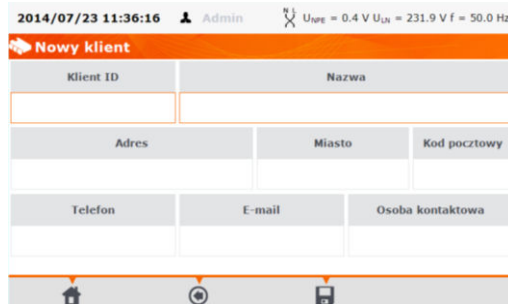 2014/07/23 11:36:16 Admin N L UNPE = 0.4 V ULN = 231.9 V f = 50.0 Hz
Nowy klient
Klient ID Nazwa
Adres Miasto Kod pocztowy
Telefon E-mail Osoba kontaktowa